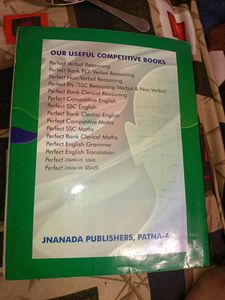 OUR USEFUL COMPETITIVE BOOKS
Perfect Verbal Reasoning
Perfect Bank PO. Verbal Reasoning
Perfect Non-Verbal Reasoning
Perfect Rly./SSC Reasoning (Verbal & Non Verbal)
Perfect Bank Clerical Reasoning
Perfect Competitive English
Perfect SSC English
Perfect Bank Clerical English
Perfect Competitive Maths
Perfect SSC Maths
Perfect Bank Clerical Maths
Perfect English Grammar
Perfect English Translation
Perfect
Perfect
JNANADA PUBLISHERS, PATNA-4